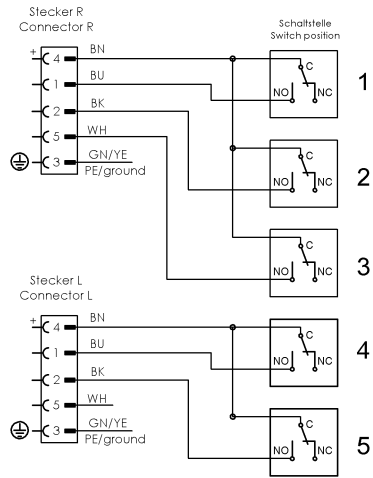 Stecker R
Connector R
Schaltstelle
Switch position
+ 4 BN
C
1 BU
NO NC 1
2 BK
5 WH
C
3 GN/YE
PE/ground
NO NC 2
C
NO NC 3
Stecker L
Connector L
+ 4 BN
C
1 BU
NO NC 4
2 BK
5 WH
3 GN/YE
PE/ground
C
NO NC 5